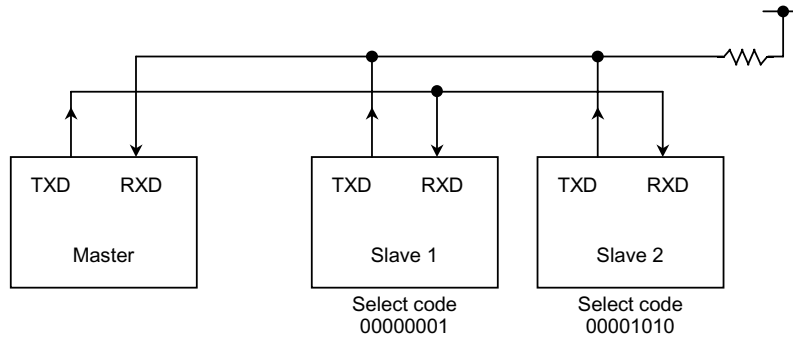 TXD RXD TXD RXD TXD RXD
Master Slave 1 Slave 2
Select code Select code
00000001 00001010